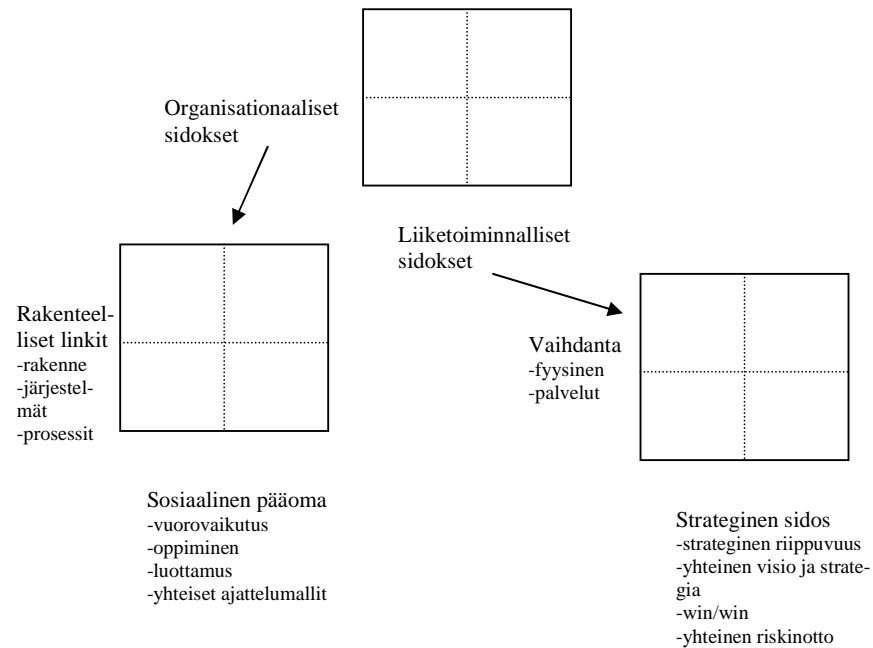 Organisationaaliset
sidokset
Liiketoiminnalliset
sidokset
Rakenteel-
liset linkit
-rakenne
-järjestel-
mät
-prosessit
Vaihdanta
-fyysinen
-palvelut
Sosiaalinen pääoma
-vuorovaikutus
-oppiminen
-luottamus
-yhteiset ajattelumallit
Strateginen sidos
-strateginen riippuvuus
-yhteinen visio ja strate-
gia
-win/win
-yhteinen riskinotto